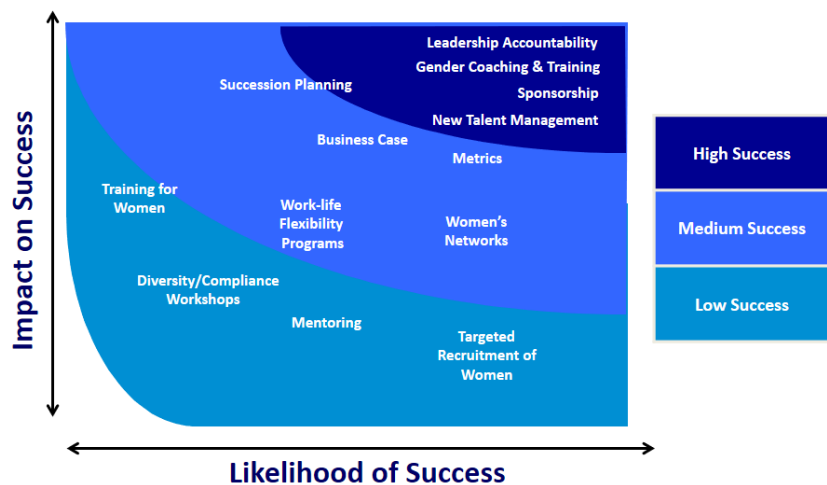 Leadership Accountability
Gender Coaching & Training
Succession Planning
Sponsorship
New Talent Management
Business Case
Metrics
High Success
Training for
Women
Work-life
Flexibility
Programs
Women’s
Networks
Medium Success
Diversity/Compliance
Workshops
Mentoring
Targeted
Recruitment of
Women
Low Success
Impact on Success
Likelihood of Success